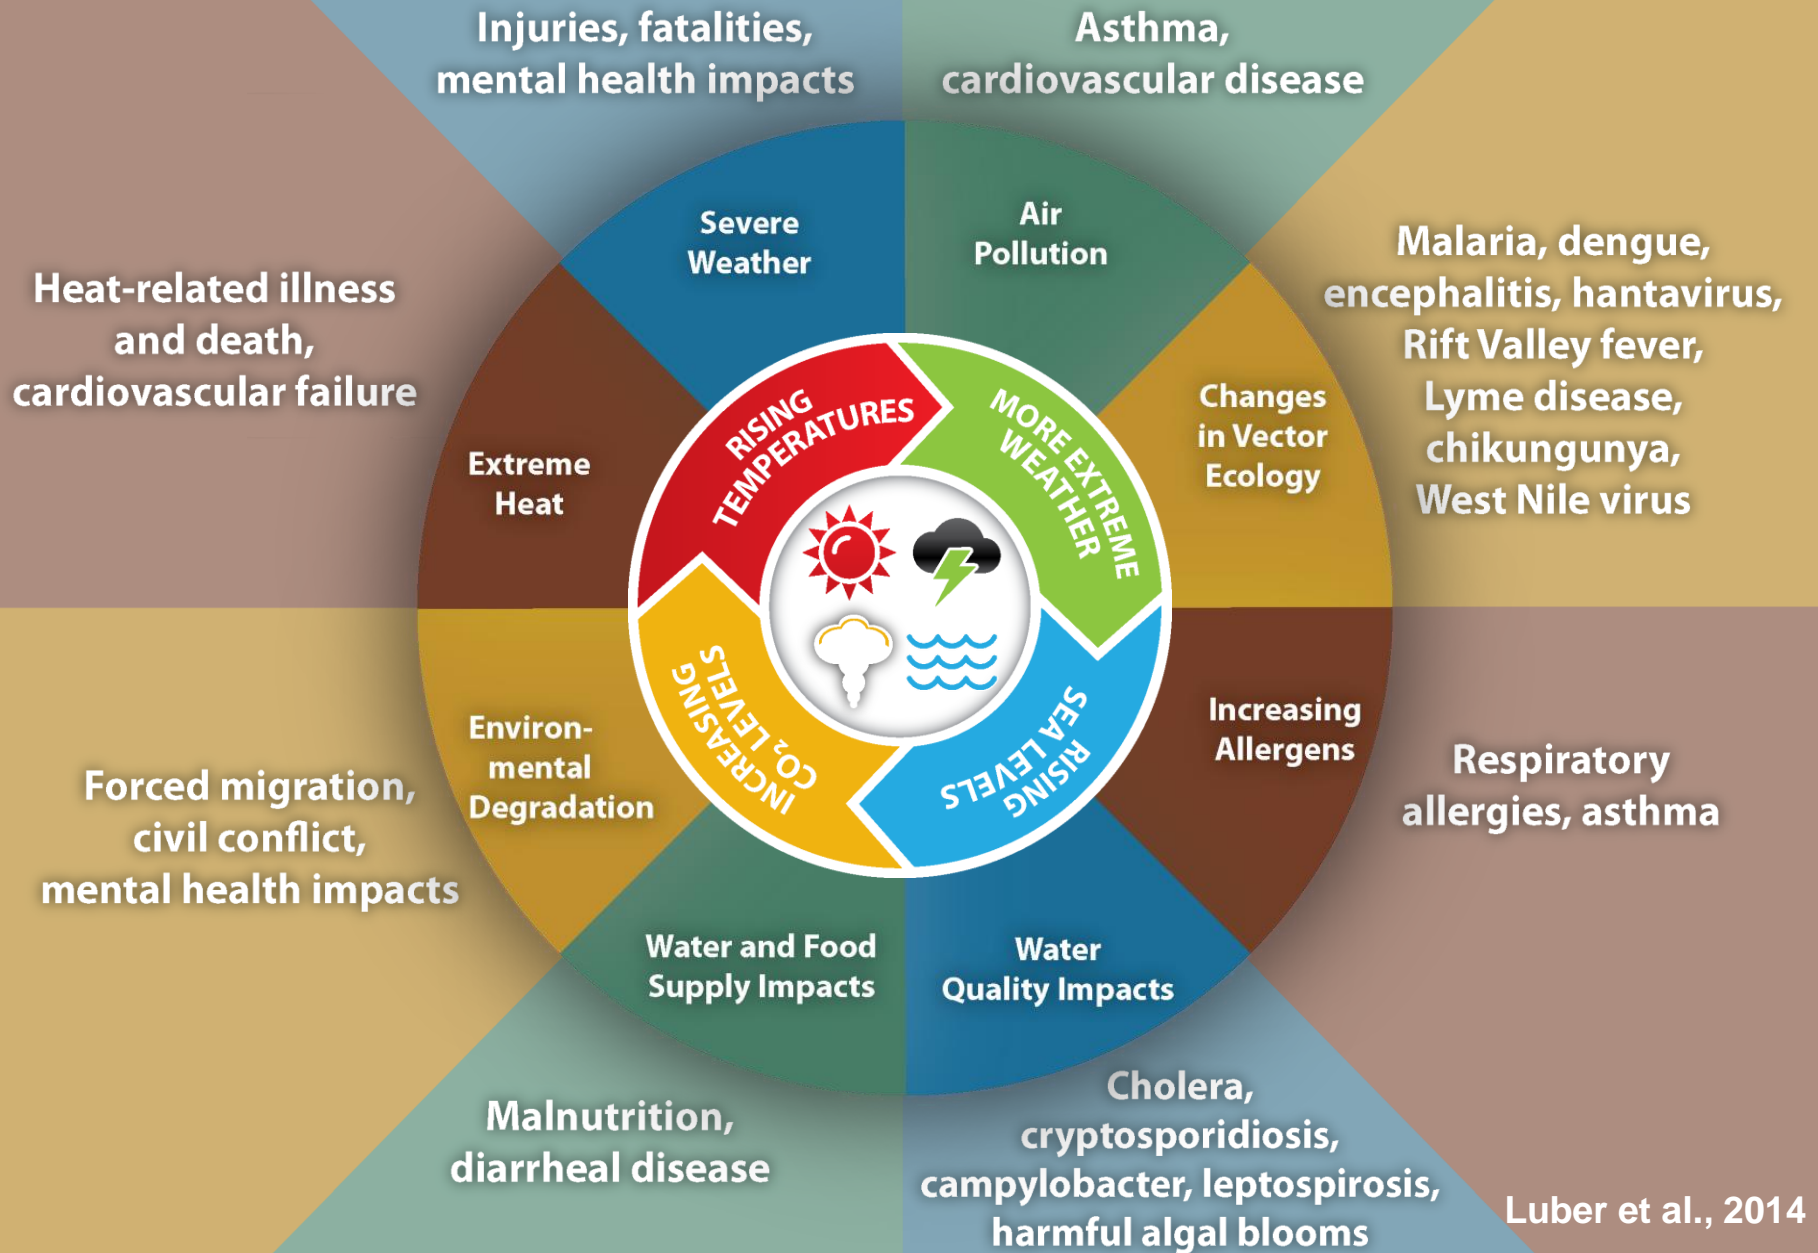 Injuries, fatalities,
mental health impacts
Asthma,
cardiovascular disease
Severe
Weather
Air
Pollution
Heat-related illness
and death,
cardiovascular failure
Malaria, dengue,
encephalitis, hantavirus,
Rift Valley fever,
Lyme disease,
chikungunya,
West Nile virus
Extreme
Heat
Changes
in Vector
Ecology
RISING
TEMPERATURES
MORE EXTREME
WEATHER
INCREASING
CO₂ LEVELS
RISING
SEA LEVELS
Environ-
mental
Degradation
Increasing
Allergens
Forced migration,
civil conflict,
mental health impacts
Respiratory
allergies, asthma
Water and Food
Supply Impacts
Water
Quality Impacts
Malnutrition,
diarrheal disease
Cholera,
cryptosporidiosis,
campylobacter, leptospirosis,
harmful algal blooms
Luber et al., 2014